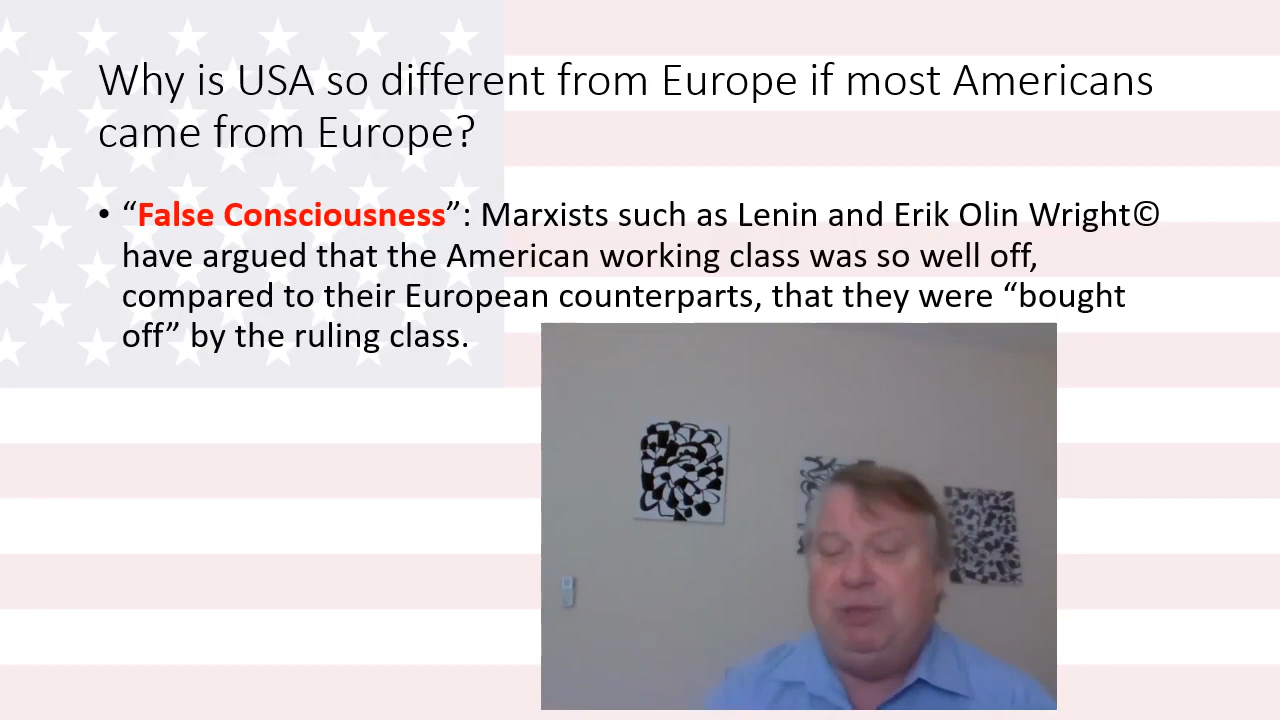 Why is USA so different from Europe if most Americans
came from Europe?
• “False Consciousness”: Marxists such as Lenin and Erik Olin Wright©
have argued that the American working class was so well off,
compared to their European counterparts, that they were “bought
off” by the ruling class.